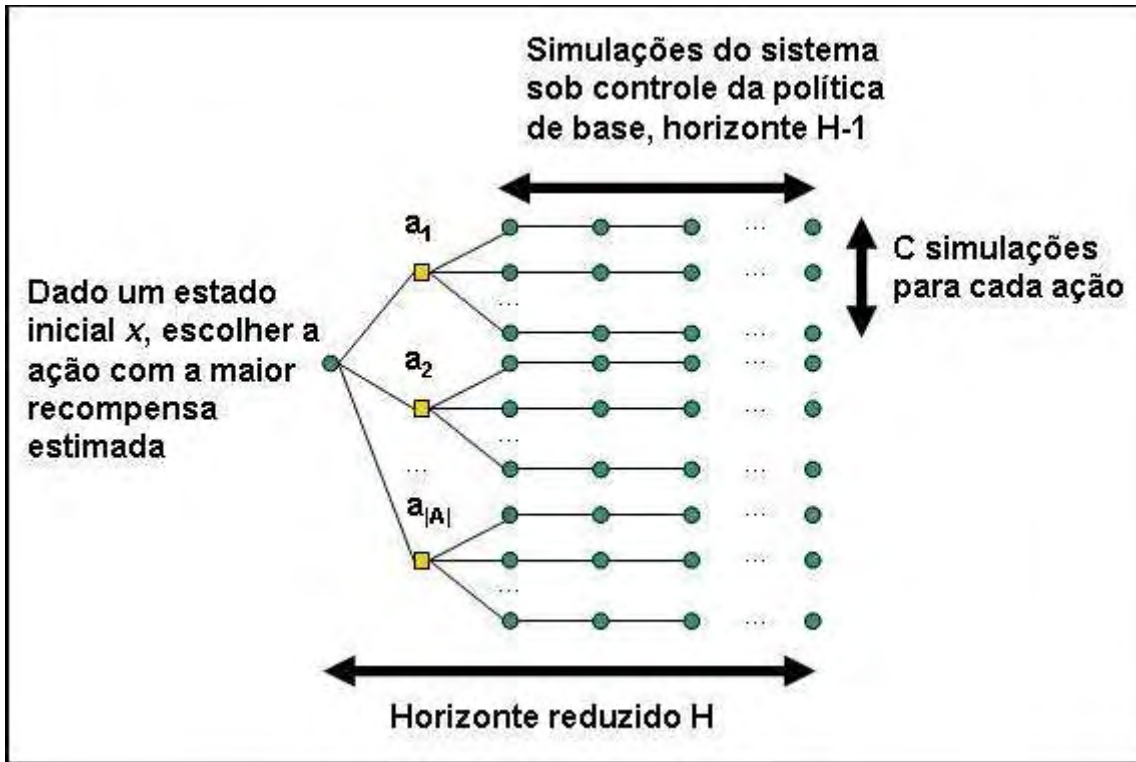 Simulações do sistema
sob controle da política
de base, horizonte H-1
a1
C simulações
para cada ação
Dado um estado
inicial x, escolher a
ação com a maior
recompensa
estimada
...
...
a2
...
...
...
a|A|
...
...
...
Horizonte reduzido H